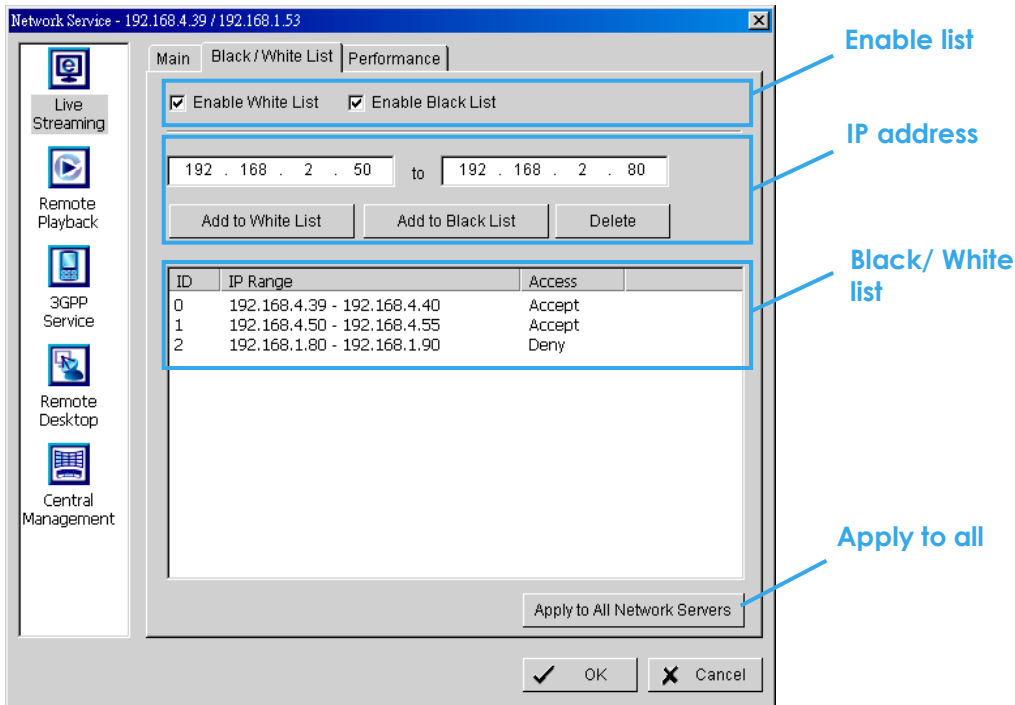 Network Service - 192.168.4.39 / 192.168.1.53
Live
Streaming
Remote
Playback
3GPP
Service
Remote
Desktop
Central
Management
Main
Black / White List
Performance
Enable White List
Enable Black List
192 . 168 . 2 . 50 to 192 . 168 . 2 . 80
Add to White List
Add to Black List
Delete
ID IP Range Access
0 192.168.4.39 - 192.168.4.40 Accept
1 192.168.4.50 - 192.168.4.55 Accept
2 192.168.1.80 - 192.168.1.90 Deny
Apply to All Network Servers
OK
Cancel
Enable list
IP address
Black/ White
list
Apply to all